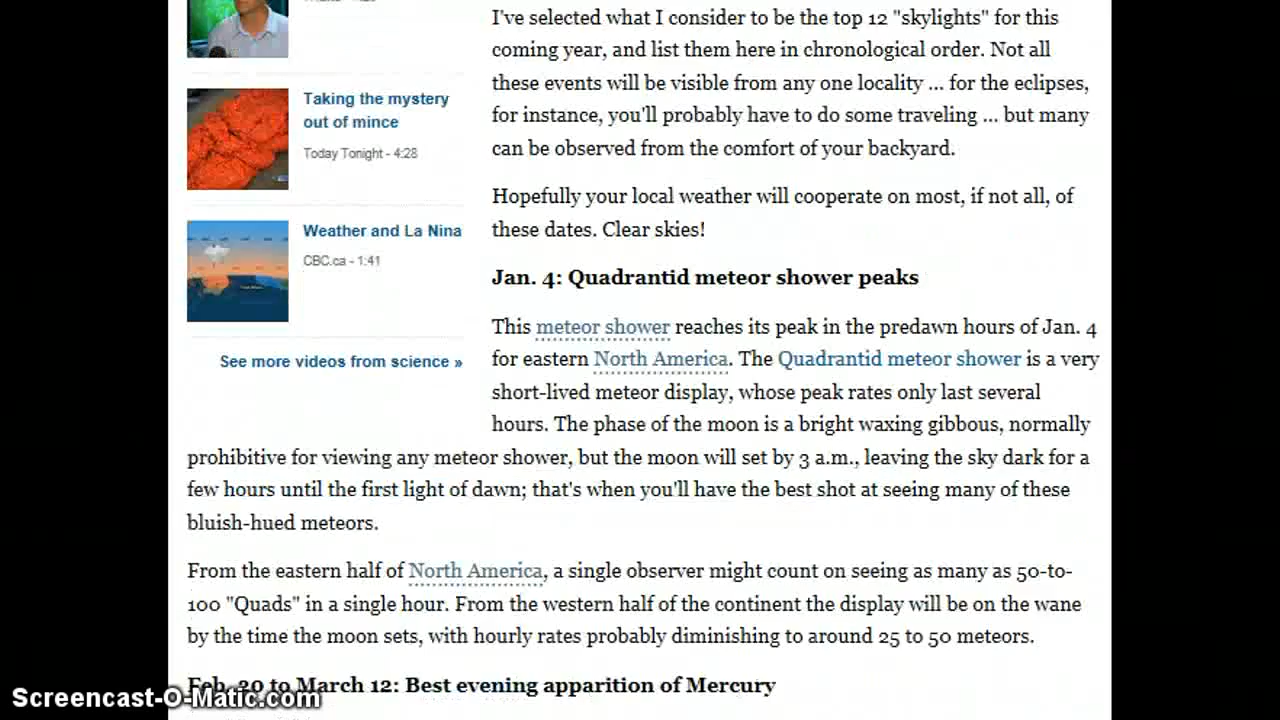 I've selected what I consider to be the top 12 "skylights" for this
coming year, and list them here in chronological order. Not all
these events will be visible from any one locality ... for the eclipses,
for instance, you'll probably have to do some traveling ... but many
can be observed from the comfort of your backyard.
Hopefully your local weather will cooperate on most, if not all, of
these dates. Clear skies!
Taking the mystery
out of mince
Today Tonight - 4:28
Weather and La Nina
CBC.ca - 1:41
See more videos from science »
Jan. 4: Quadrantid meteor shower peaks
This meteor shower reaches its peak in the predawn hours of Jan. 4
for eastern North America. The Quadrantid meteor shower is a very
short-lived meteor display, whose peak rates only last several
hours. The phase of the moon is a bright waxing gibbous, normally
prohibitive for viewing any meteor shower, but the moon will set by 3 a.m., leaving the sky dark for a
few hours until the first light of dawn; that's when you'll have the best shot at seeing many of these
bluish-hued meteors.
From the eastern half of North America, a single observer might count on seeing as many as 50-to-
100 "Quads" in a single hour. From the western half of the continent the display will be on the wane
by the time the moon sets, with hourly rates probably diminishing to around 25 to 50 meteors.
Feb. 20 to March 12: Best evening apparition of Mercury
Screencast-O-Matic.com